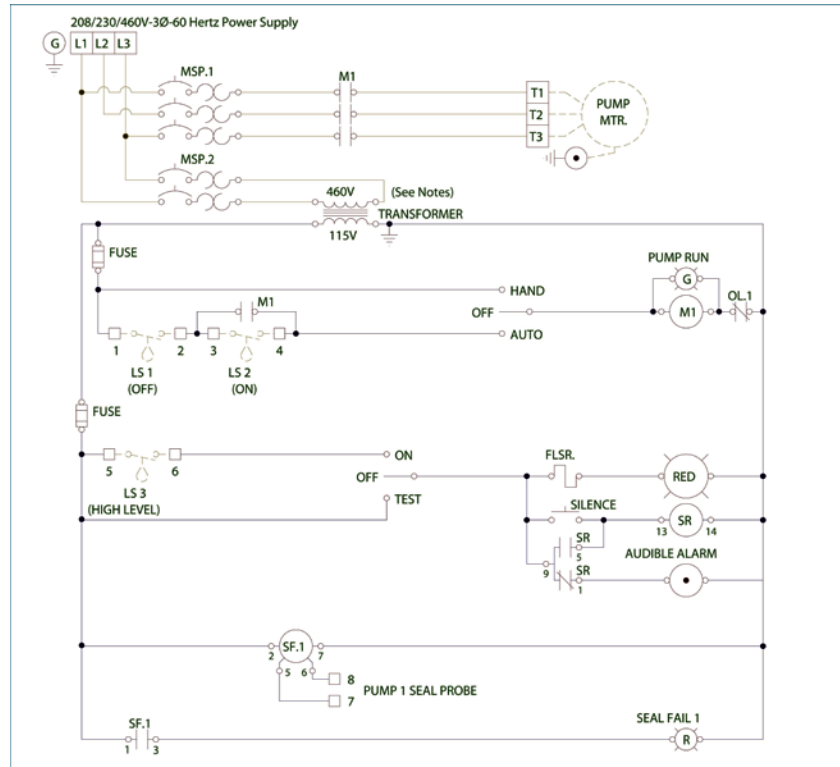 208/230/460V-3Ø-60 Hertz Power Supply
G L1 L2 L3
MSP.1
M1
T1
T2
T3
PUMP
MTR.
MSP.2
460V
(See Notes)
TRANSFORMER
115V
FUSE
PUMP RUN
G
HAND
M1
OFF
M1
OL.1
AUTO
1 2 3 4
LS 1
(OFF)
LS 2
(ON)
FUSE
ON
FLSR.
5 6
OFF
RED
LS 3
(HIGH LEVEL)
TEST
SILENCE
13 SR 14
SR
5
AUDIBLE ALARM
9
SR
1
2 SF.1 7
5 6
8
PUMP 1 SEAL PROBE
7
SF.1
1 3
SEAL FAIL 1
R